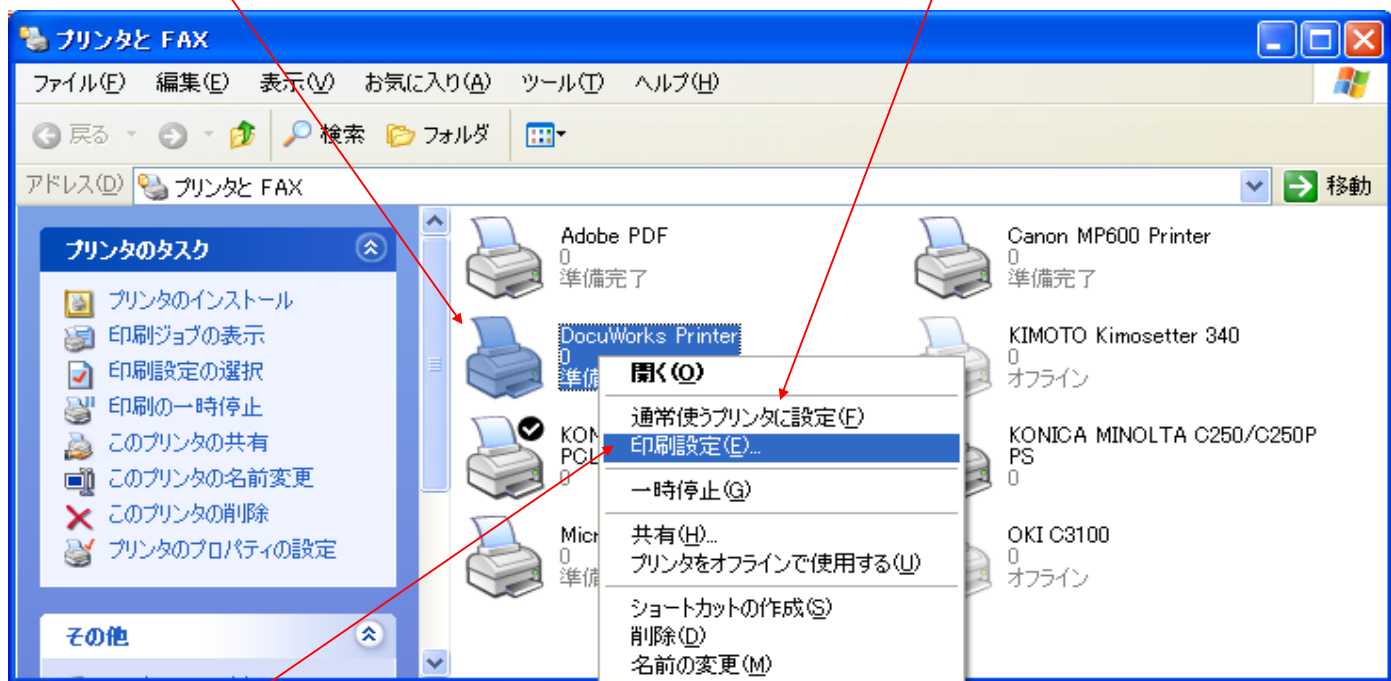 プリンタと FAX
ファイル(F) 編集(E) 表示(V) お気に入り(A) ツール(T) ヘルプ(H)
戻る 検索 フォルダ
アドレス(D) プリンタと FAX 移動
プリンタのタスク
プリンタのインストール
印刷ジョブの表示
印刷設定の選択
印刷の一時停止
このプリンタの共有
このプリンタの名前変更
このプリンタの削除
プリンタのプロパティの設定
その他
Adobe PDF
0
準備完了
Canon MP600 Printer
0
準備完了
DocuWorks Printer
0
準備
KIMOTO Kimosetter 340
0
オフライン
KON
PCL
0
KONICA MINOLTA C250/C250P
PS
0
Micr
0
準備
OKI C3100
0
オフライン
開く(O)
通常使うプリンタに設定(F)
印刷設定(E)...
一時停止(G)
共有(H)...
プリンタをオフラインで使用する(U)
ショートカットの作成(S)
削除(D)
名前の変更(M)